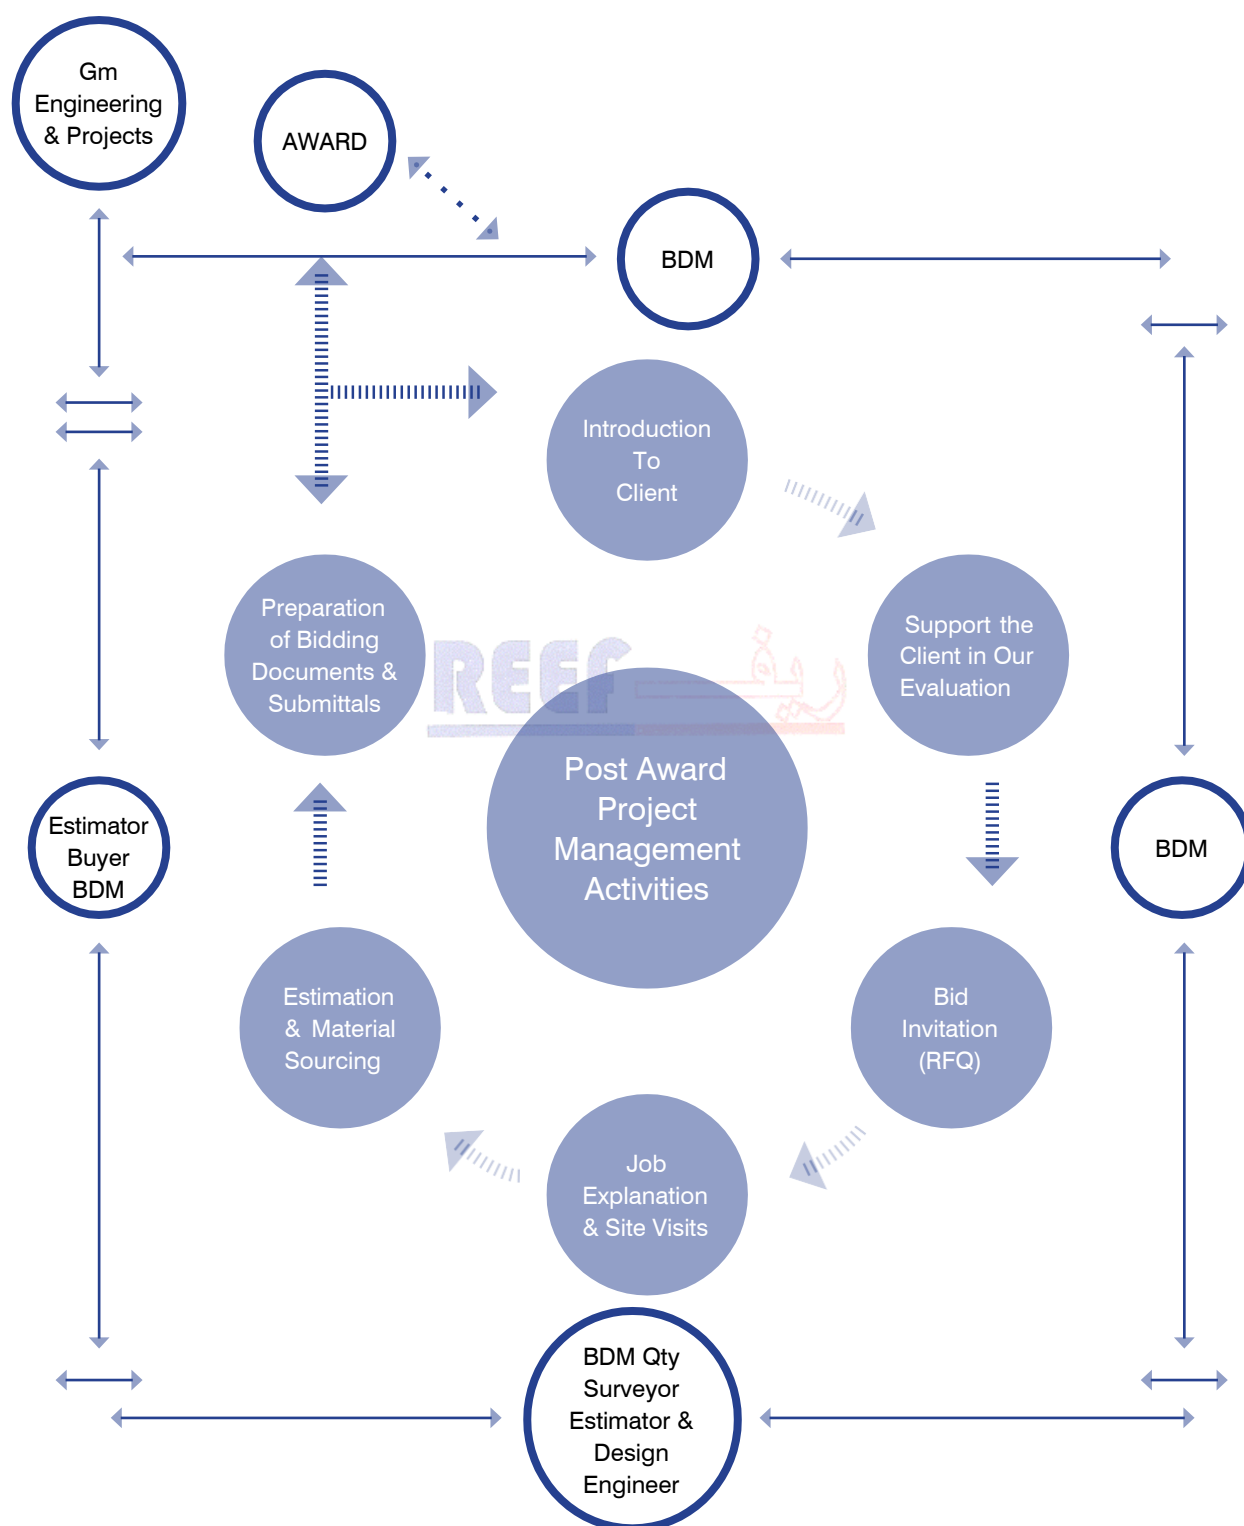 Gm
Engineering
& Projects
AWARD
BDM
Introduction
To
Client
Preparation
of Bidding
Documents &
Submittals
Support the
Client in Our
Evaluation
REEF ريف
Post Award
Project
Management
Activities
Estimator
Buyer
BDM
BDM
Estimation
& Material
Sourcing
Bid
Invitation
(RFQ)
Job
Explanation
& Site Visits
BDM Qty
Surveyor
Estimator &
Design
Engineer